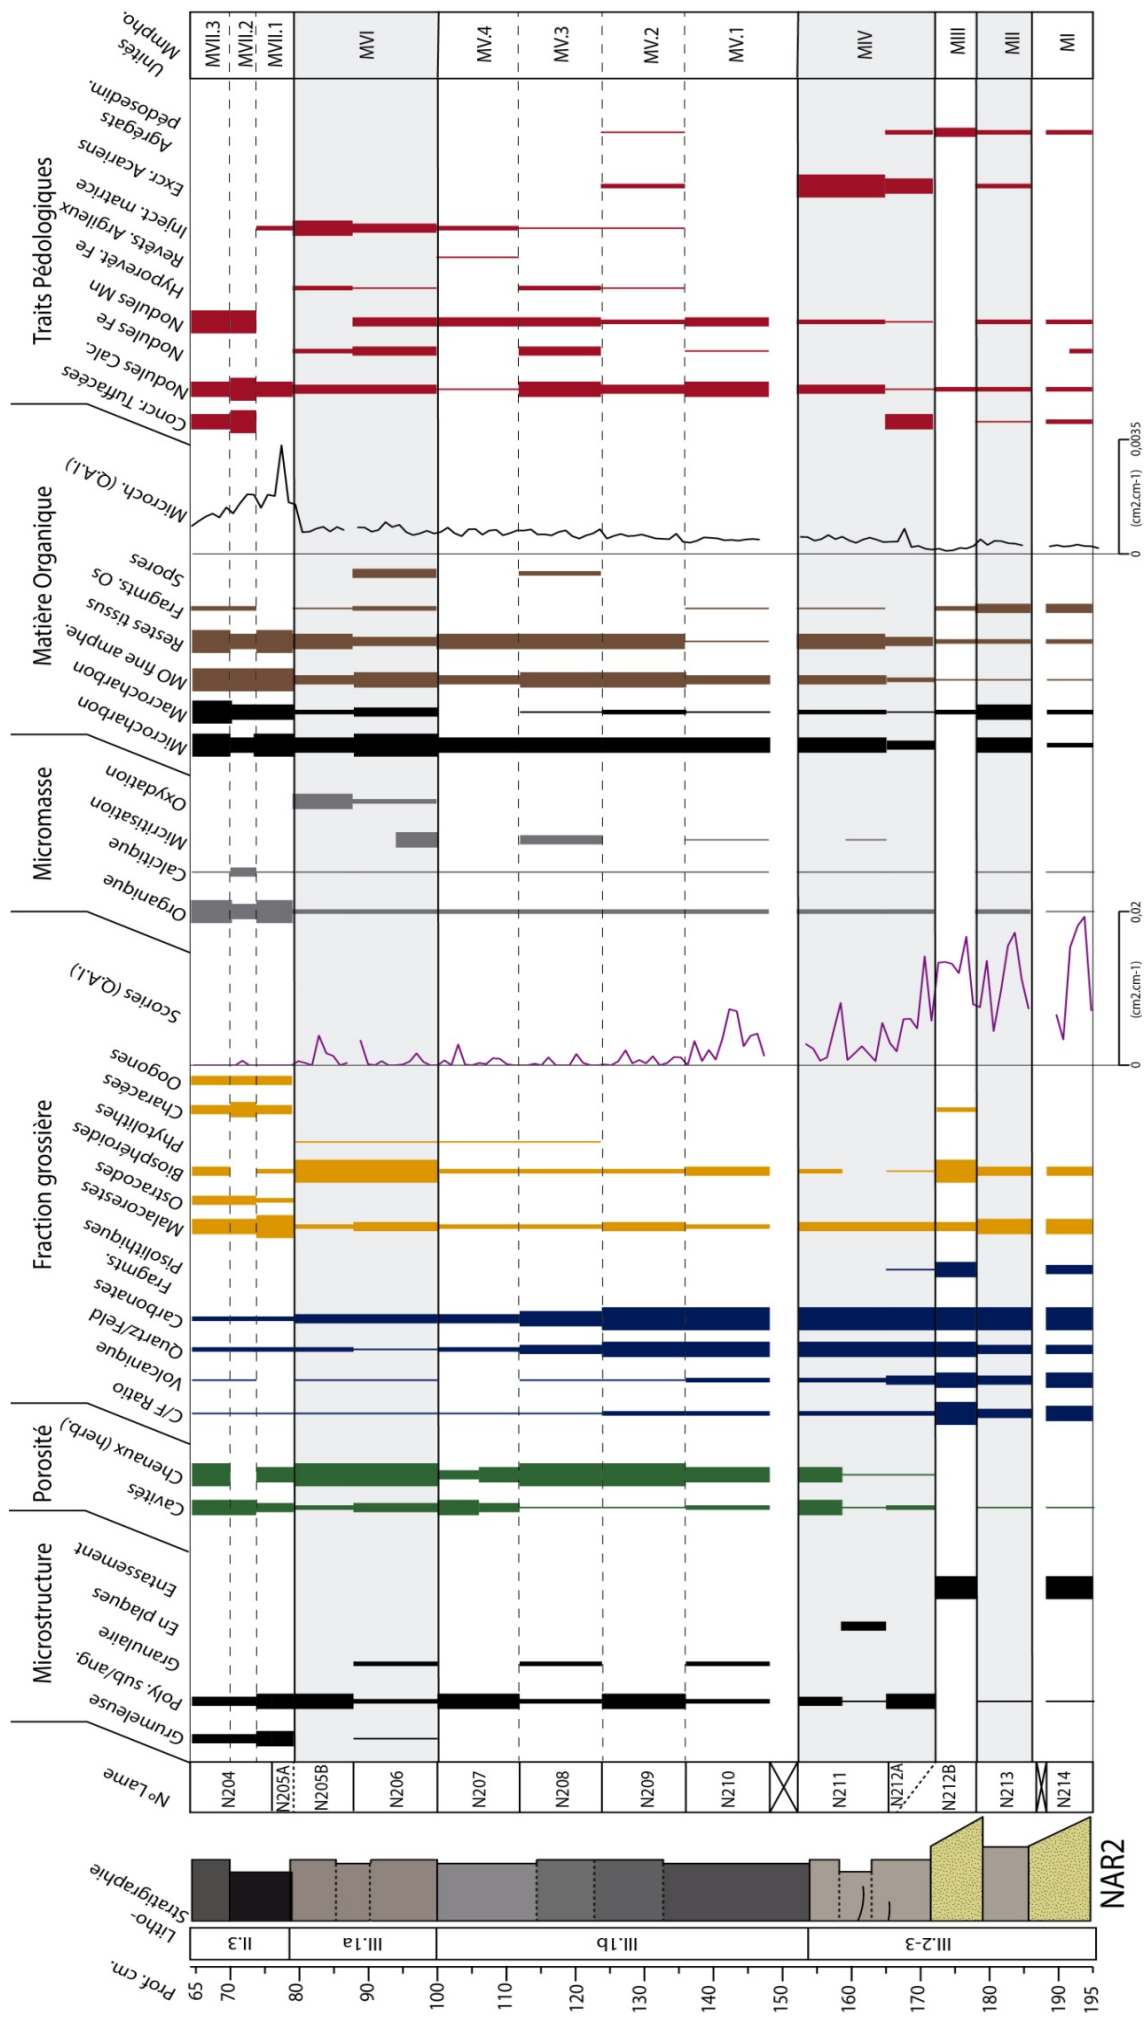 Prof. cm.
65
70
80
90
100
110
120
130
140
150
160
170
180
190
195
II.3
III.1a
III.1b
III.2-3
Litho-
Stratigraphie
NAR2
N° Lame
N204
N205A
N205B
N206
N207
N208
N209
N210
N211
N212A
N212B
N213
N214
Microstructure
Grumeleuse
Poly. sub/ang.
Granulaire
En plaques
Entassement
Porosité
Cavités
Chenaux (herb.)
Fraction grossière
C/F Ratio
Volcanique
Quartz/Feld
Carbonates
Fragmts.
Pisolithiques
Malacorestes
Ostracodes
Biosphéroides
Phytolithes
Characées
Oogones
Scories (Q.A.I.)
0
(cm2.cm-1)
0,02
Micromasse
Organique
Calcitique
Micritisation
Oxydation
Matière Organique
Microcharbon
Macrocharbon
MO fine amphe.
Restes tissus
Fragmts. Os
Spores
Microch. (Q.A.I.)
0
(cm2.cm-1)
0,0035
Traits Pédologiques
Concr. Tuffacées
Nodules Calc.
Nodules Fe
Nodules Mn
Hyporevêt. Fe
Revêts. Argileux
Inject. matrice
Excr. Acariens
Agrégats
pédosedim.
Unités
Mmpho.
MVII.3
MVII.2
MVII.1
MVI
MV.4
MV.3
MV.2
MV.1
MIV
MIII
MII
MI